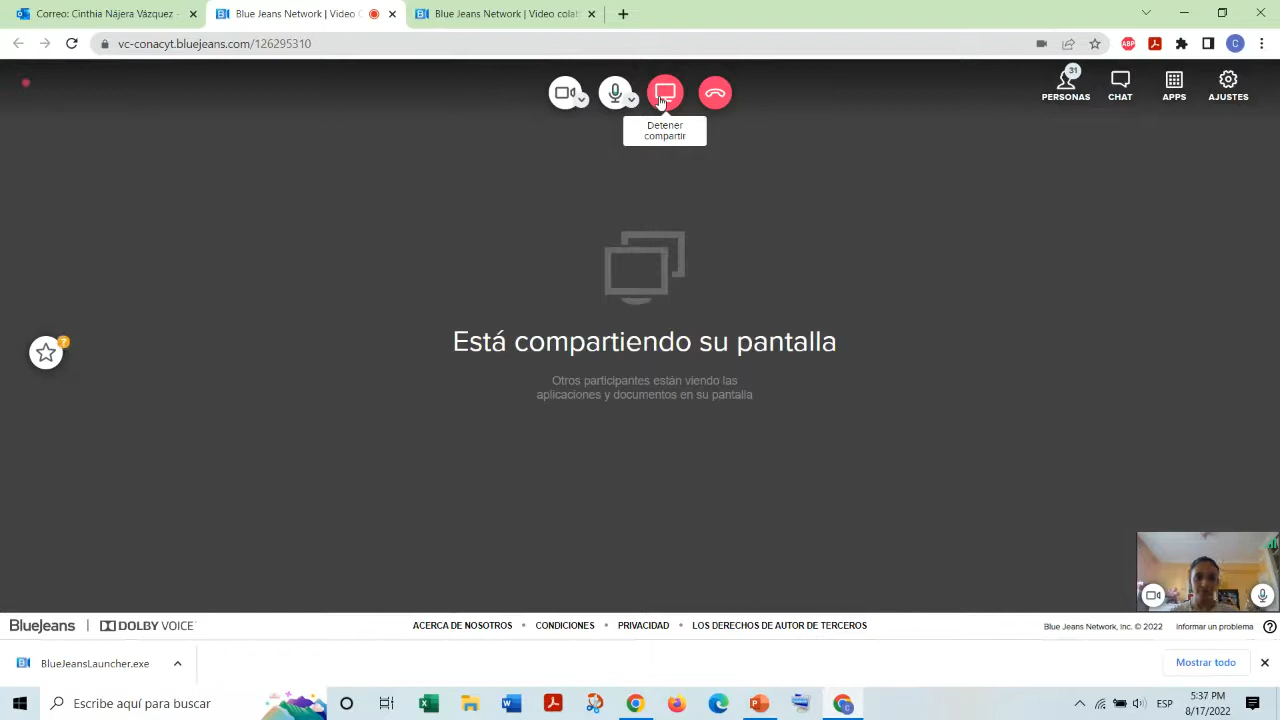 Correo: Cinthia Nájera Vázquez -
Blue Jeans Network | Video C
Blue Jeans Network | Video colab
vc-conacyt.bluejeans.com/126295310
ABP
C
31
PERSONAS
CHAT
APPS
AJUSTES
Detener
compartir
?
Está compartiendo su pantalla
Otros participantes están viendo las
aplicaciones y documentos en su pantalla
BlueJeans | DOLBY VOICE
ACERCA DE NOSOTROS • CONDICIONES • PRIVACIDAD • LOS DERECHOS DE AUTOR DE TERCEROS
Blue Jeans Network, Inc. © 2022 Informar un problema ?
BlueJeansLauncher.exe
Mostrar todo
Escribe aquí para buscar
ESP
5:37 PM
8/17/2022